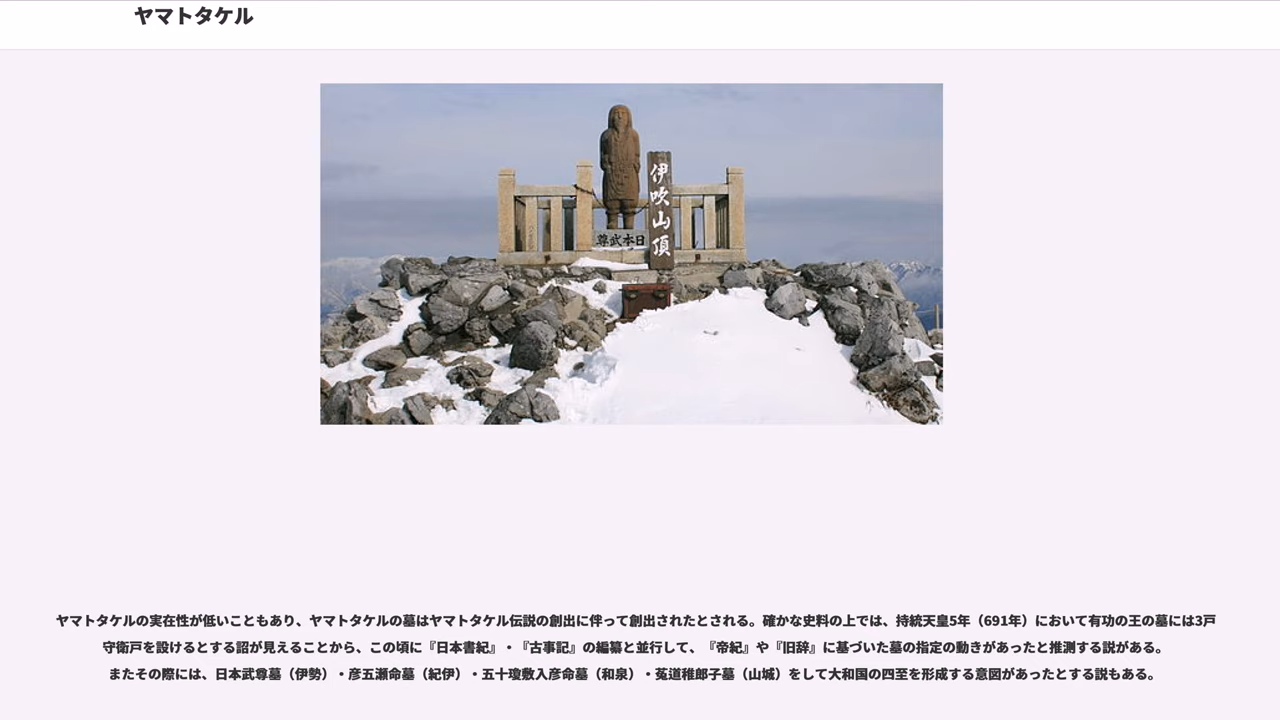 ヤマトタケル
伊吹山頂
尊武本日
ヤマトタケルの実在性が低いこともあり、ヤマトタケルの墓はヤマトタケル伝説の創出に伴って創出されたとされる。確かな史料の上では、持統天皇5年（691年）において有功の王の墓には3戸
守衛戸を設けるとする詔が見えることから、この頃に『日本書紀』・『古事記』の編纂と並行して、『帝紀』や『旧辞』に基づいた墓の指定の動きがあったと推測する説がある。
またその際には、日本武尊墓（伊勢）・彦五瀬命墓（紀伊）・五十瓊敷入彦命墓（和泉）・菟道稚郎子墓（山城）をして大和国の四至を形成する意図があったとする説もある。